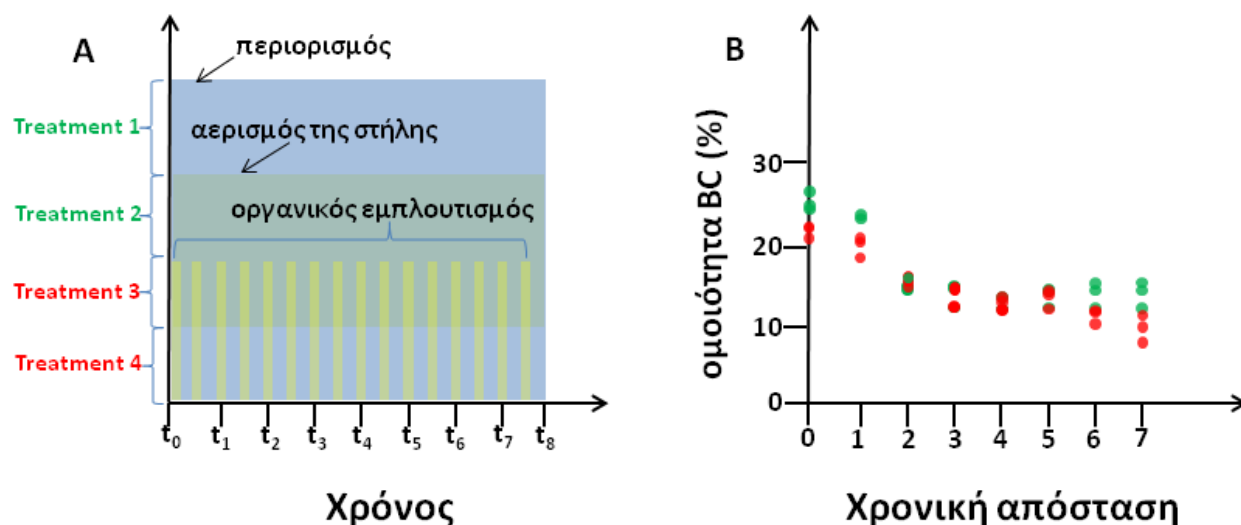 A
περιορισμός
Treatment 1
αερισμός της στήλης
Treatment 2
οργανικός εμπλουτισμός
Treatment 3
Treatment 4
t0 t1 t2 t3 t4 t5 t6 t7 t8
Χρόνος
B
ομοιότητα BC (%)
30
20
10
0
0 1 2 3 4 5 6 7
Χρονική απόσταση